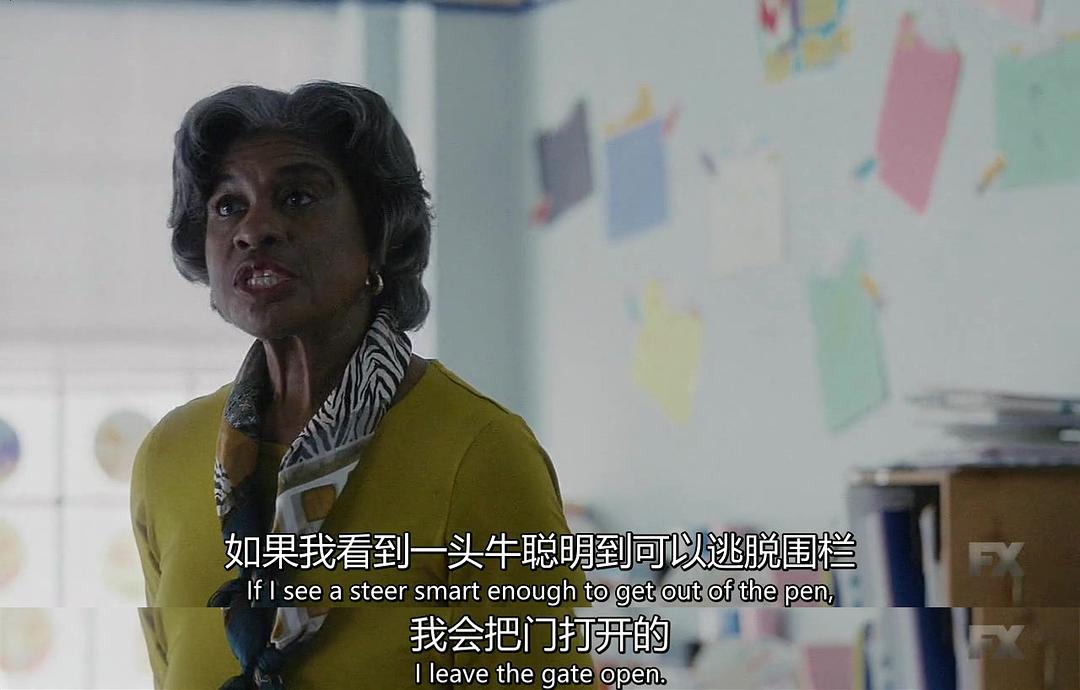 如果我看到一头牛聪明到可以逃脱围栏
If I see a steer smart enough to get out of the pen,
FX
我会把门打开的
I leave the gate open.
FX